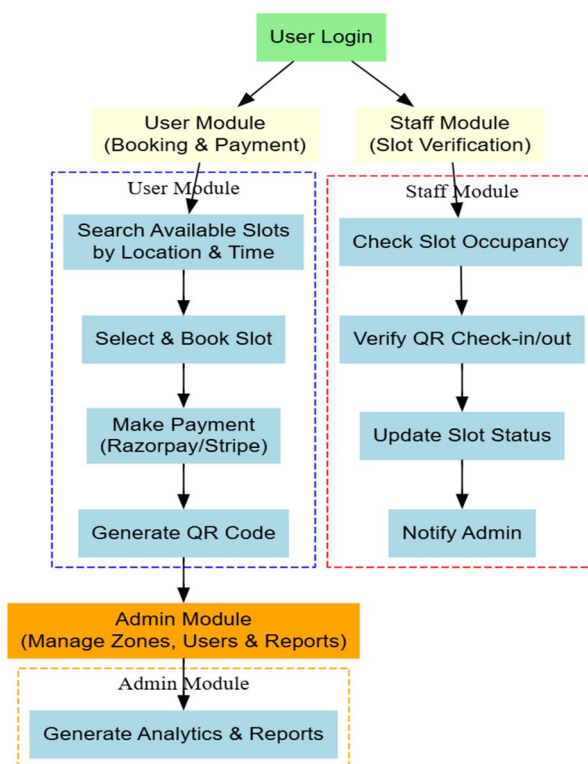 User Login
User Module
(Booking & Payment)
Staff Module
(Slot Verification)
User Module
Search Available Slots
by Location & Time
Select & Book Slot
Make Payment
(Razorpay/Stripe)
Generate QR Code
Staff Module
Check Slot Occupancy
Verify QR Check-in/out
Update Slot Status
Notify Admin
Admin Module
(Manage Zones, Users & Reports)
Admin Module
Generate Analytics & Reports